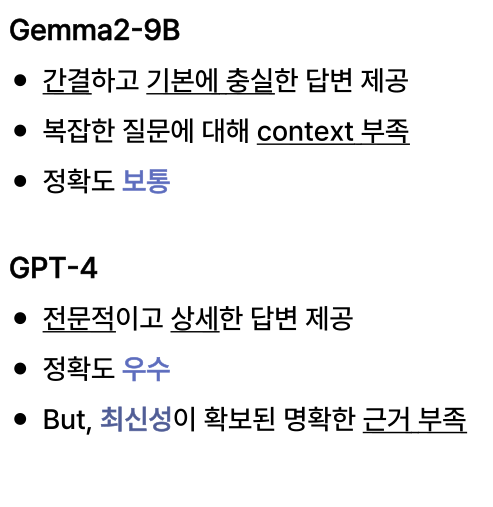 Gemma2-9B
• 간결하고 기본에 충실한 답변 제공
• 복잡한 질문에 대해 context 부족
• 정확도 보통
GPT-4
• 전문적이고 상세한 답변 제공
• 정확도 우수
• But, 최신성이 확보된 명확한 근거 부족